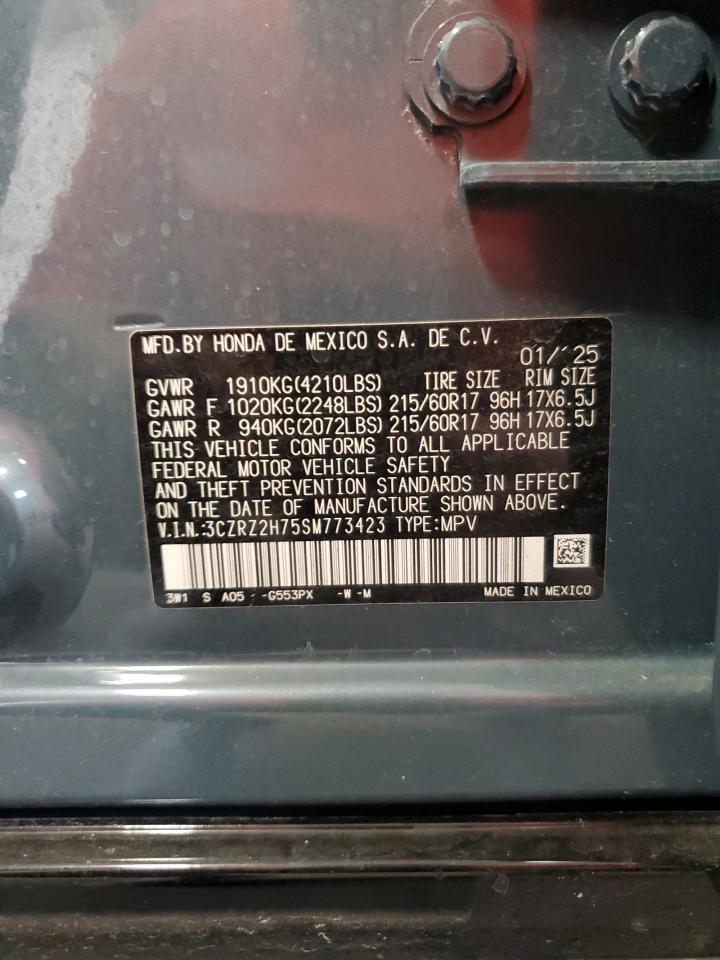 MFD.BY HONDA DE MEXICO S.A. DE C.V.
01/'25
GVWR 1910KG(4210LBS) TIRE SIZE RIM SIZE
GAWR F 1020KG(2248LBS) 215/60R17 96H 17X6.5J
GAWR R 940KG(2072LBS) 215/60R17 96H 17X6.5J
THIS VEHICLE CONFORMS TO ALL APPLICABLE
FEDERAL MOTOR VEHICLE SAFETY
AND THEFT PREVENTION STANDARDS IN EFFECT
ON THE DATE OF MANUFACTURE SHOWN ABOVE.
V.I.N.:3CZRZ2H75SM773423 TYPE:MPV
3W1 S A05 - -G553PX -W -M MADE IN MEXICO